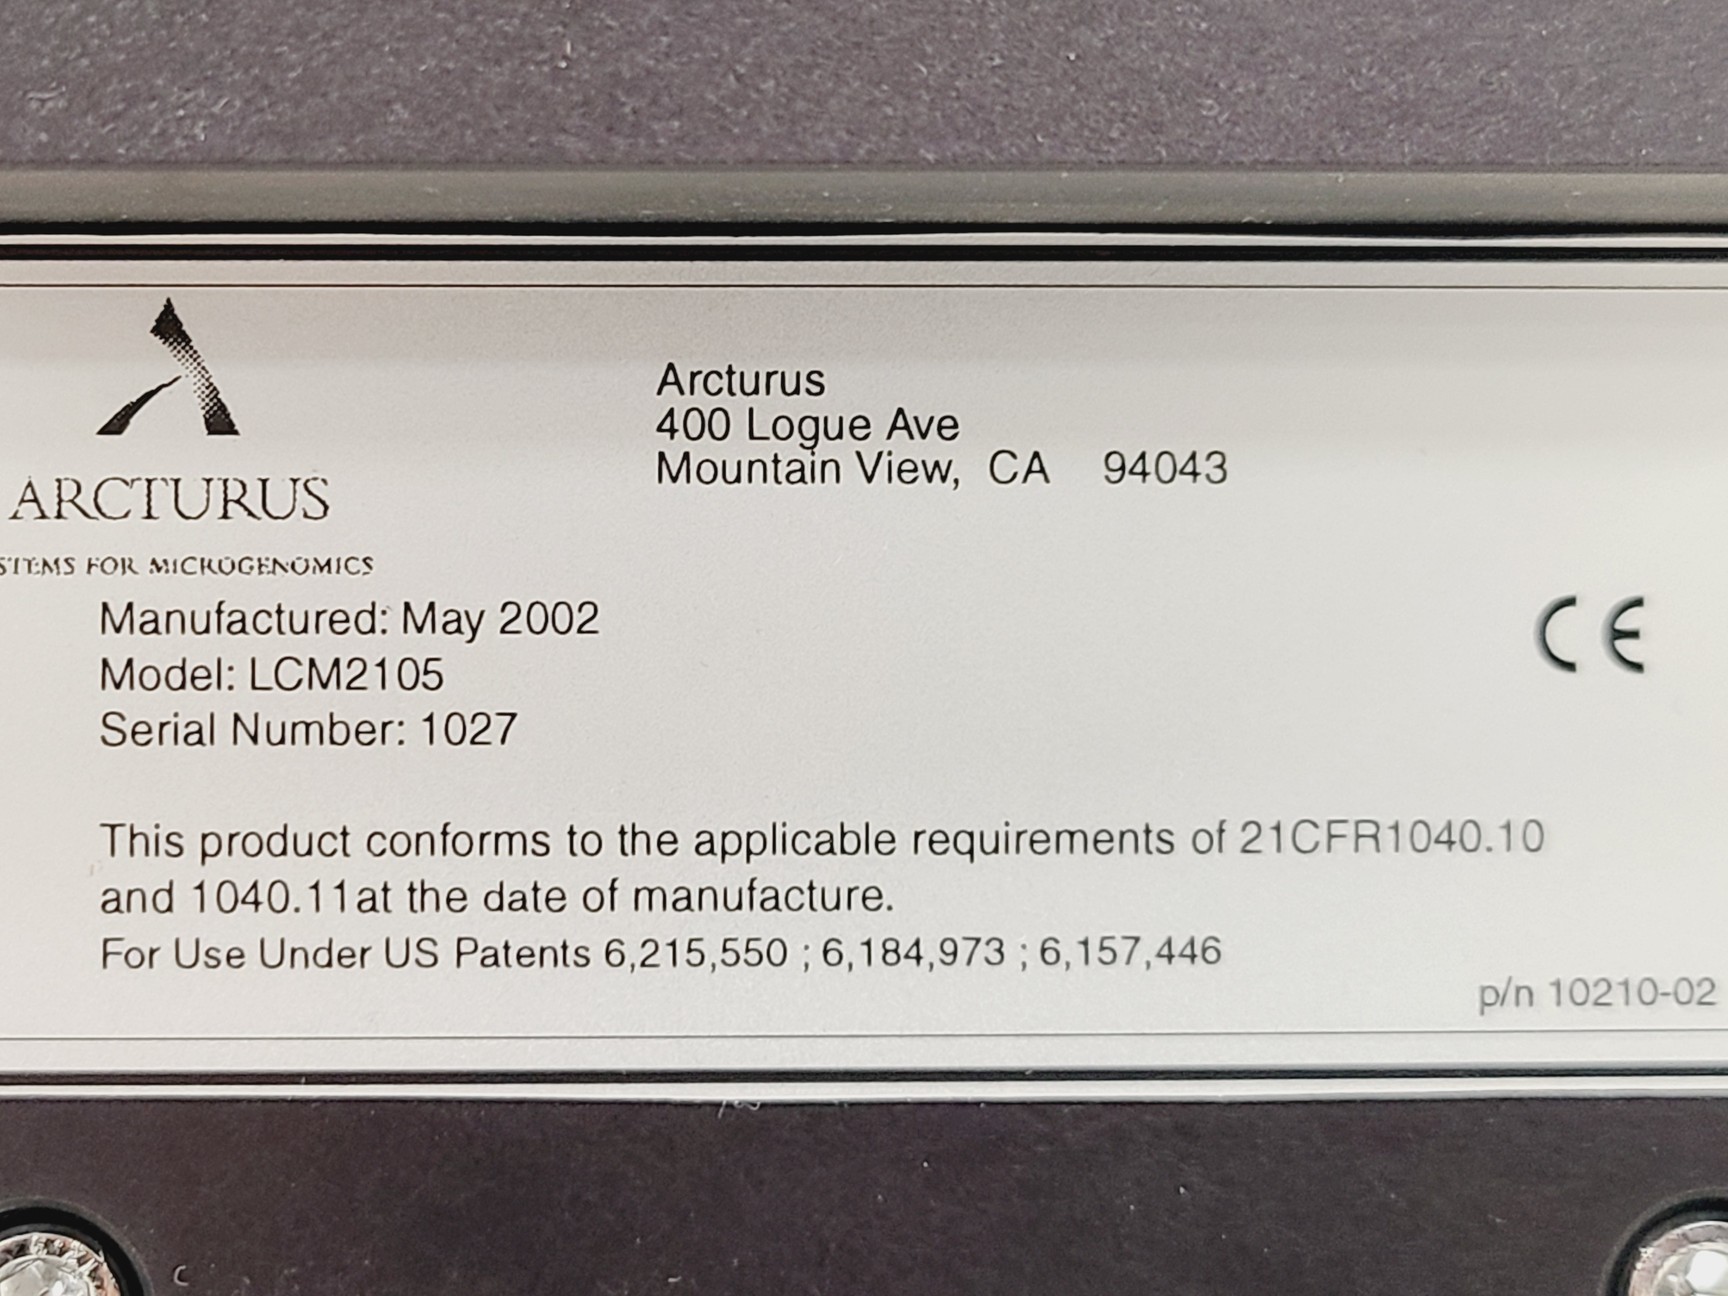 ARCTURUS
STEMS FOR MICROGENOMICS
Arcturus
400 Logue Ave
Mountain View, CA 94043
Manufactured: May 2002
Model: LCM2105
Serial Number: 1027
CE
This product conforms to the applicable requirements of 21CFR1040.10
and 1040.11at the date of manufacture.
For Use Under US Patents 6,215,550 ; 6,184,973 ; 6,157,446
p/n 10210-02